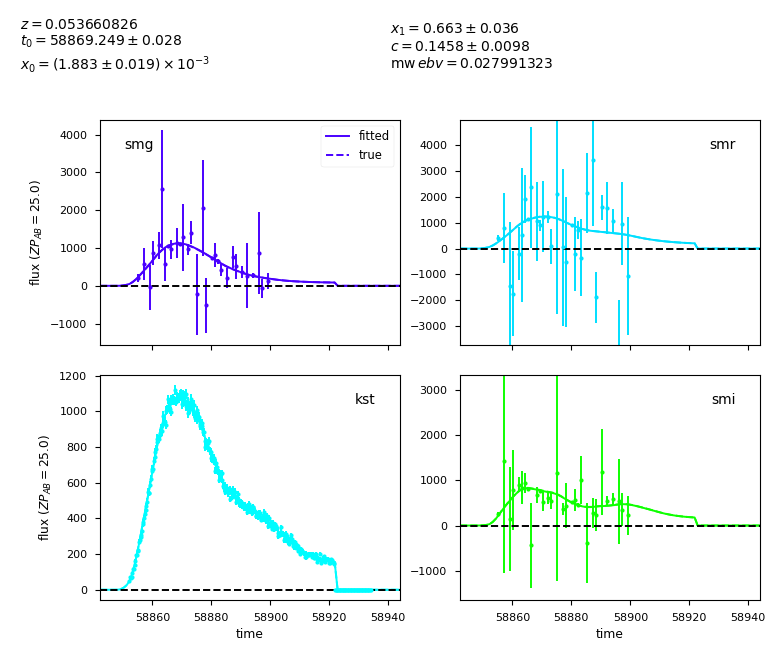 z = 0.053660826
t₀ = 58869.249 ± 0.028
x₀ = (1.883 ± 0.019) × 10⁻³
x₁ = 0.663 ± 0.036
c = 0.1458 ± 0.0098
mw ebv = 0.027991323
smg
fitted
true
4000
3000
2000
1000
0
−1000
flux (ZP_AB = 25.0)
smr
4000
3000
2000
1000
0
−1000
−2000
−3000
kst
1200
1000
800
600
400
200
0
flux (ZP_AB = 25.0)
58860 58880 58900 58920 58940
time
smi
3000
2000
1000
0
−1000
58860 58880 58900 58920 58940
time